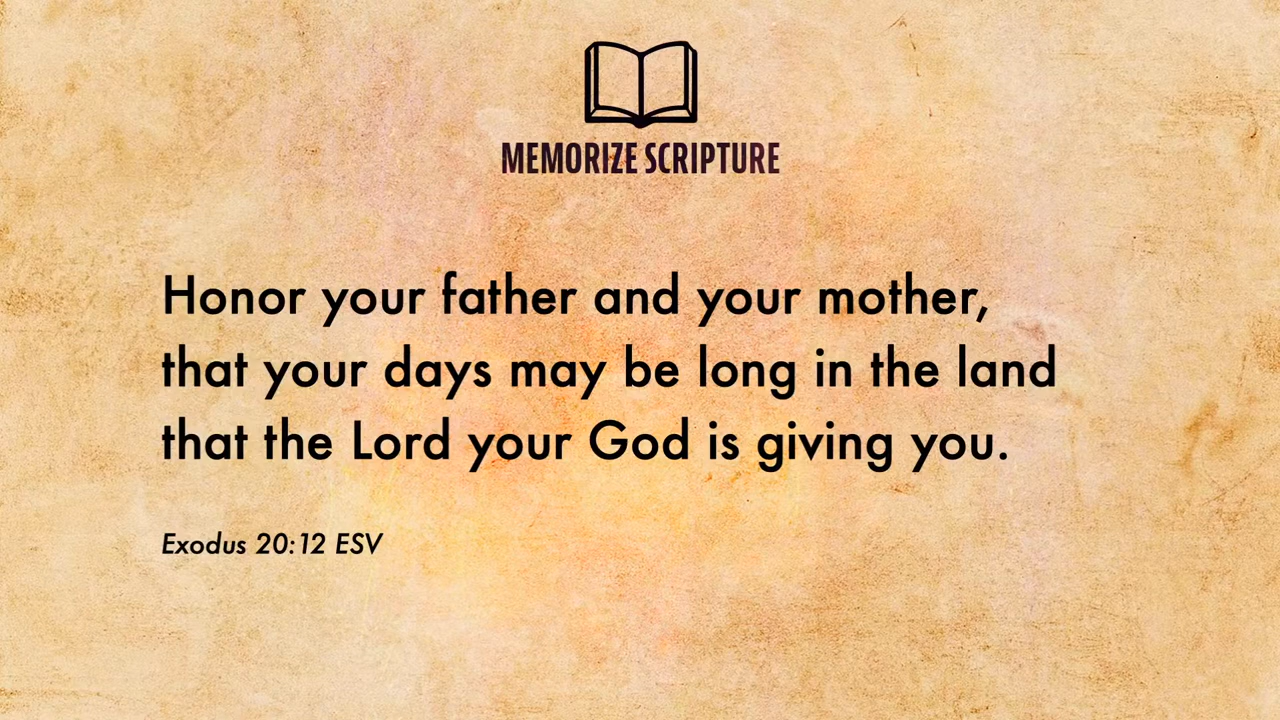 MEMORIZE SCRIPTURE
Honor your father and your mother,
that your days may be long in the land
that the Lord your God is giving you.
Exodus 20:12 ESV